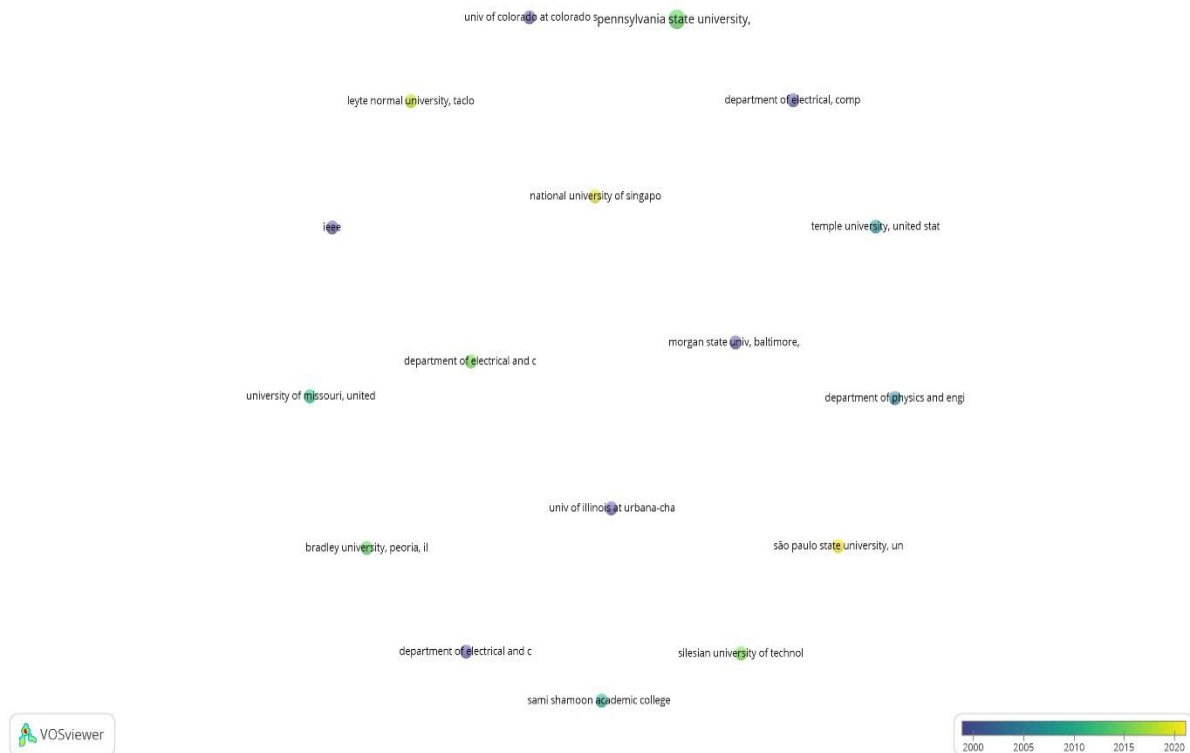 univ of colorado at colorado s
pennsylvania state university,
leyte normal university, taclo
department of electrical, comp
national university of singapo
ieee
temple university, united stat
morgan state univ, baltimore,
department of electrical and c
university of missouri, united
department of physics and engi
univ of illinois at urbana-cha
bradley university, peoria, il
são paulo state university, un
department of electrical and c
silesian university of technol
sami shamoon academic college
VOSviewer
2000 2005 2010 2015 2020